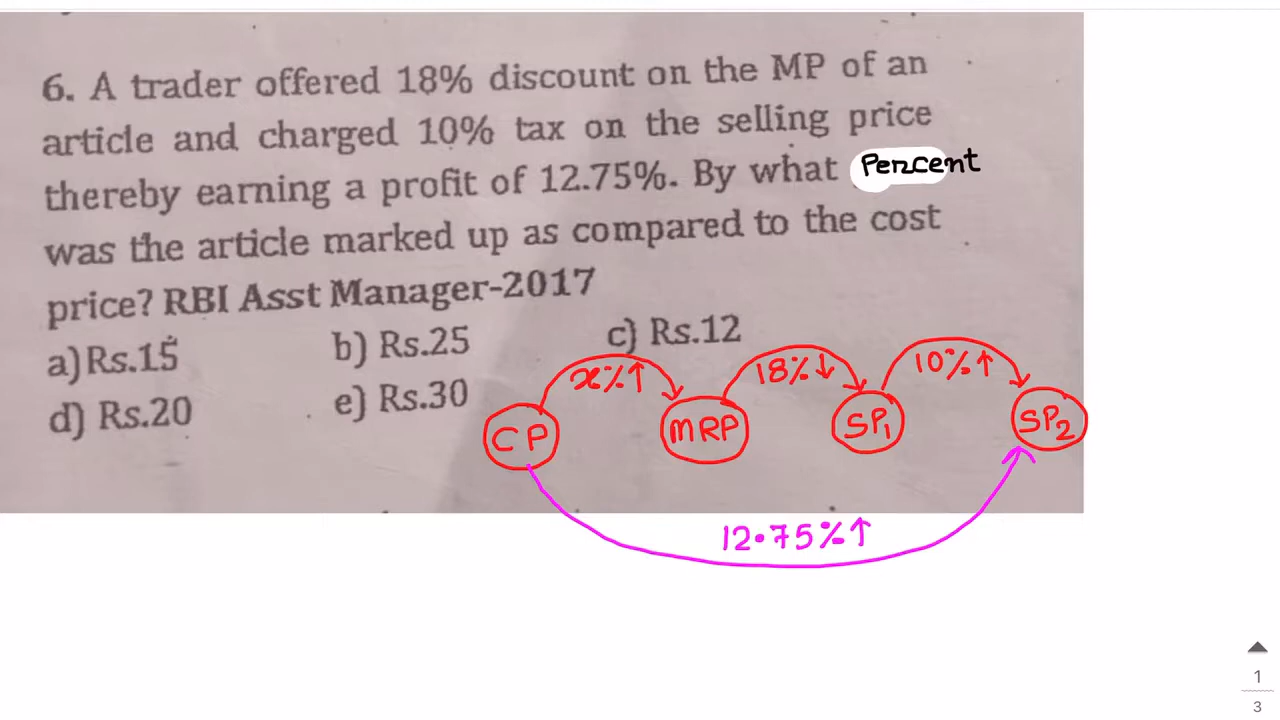 6. A trader offered 18% discount on the MP of an
article and charged 10% tax on the selling price
thereby earning a profit of 12.75%. By what Percent
was the article marked up as compared to the cost
price? RBI Asst Manager-2017
a)Rs.15 b) Rs.25 c) Rs.12
d) Rs.20 e) Rs.30
x%↑ 18%↓ 10%↑
CP MRP SP₁ SP₂
12.75%↑
1
3